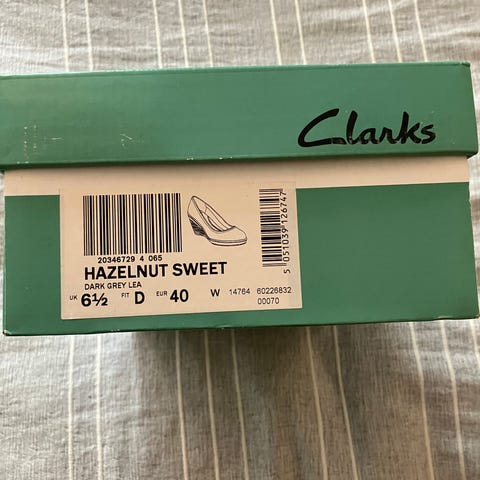 Clarks
20346729 4 065
HAZELNUT SWEET
DARK GREY LEA
UK 6½ FIT D EUR 40 W 14764 60226832
00070
5 051039 126747